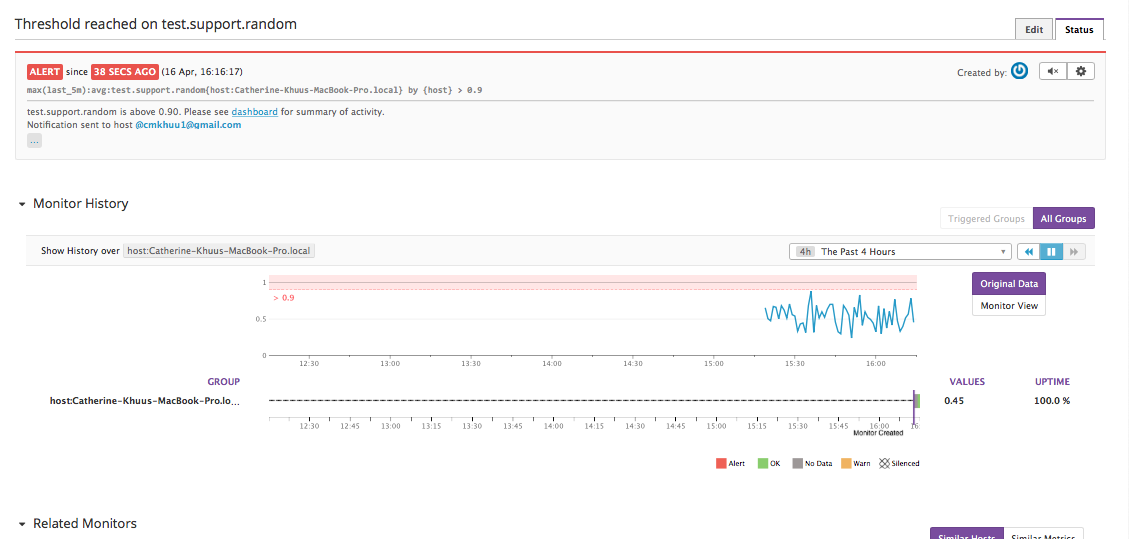 Threshold reached on test.support.random
Edit Status
ALERT since 38 SECS AGO (16 Apr, 16:16:17) Created by:
max(last_5m):avg:test.support.random{host:Catherine-Khuus-MacBook-Pro.local} by {host} > 0.9
test.support.random is above 0.90. Please see dashboard for summary of activity.
Notification sent to host @cmkhuu1@gmail.com
...
Monitor History
Triggered Groups All Groups
Show History over host:Catherine-Khuus-MacBook-Pro.local 4h The Past 4 Hours
Original Data
Monitor View
1
> 0.9
0.5
0
12:30 13:00 13:30 14:00 14:30 15:00 15:30 16:00
GROUP VALUES UPTIME
host:Catherine-Khuus-MacBook-Pro.lo... 0.45 100.0 %
12:30 12:45 13:00 13:15 13:30 13:45 14:00 14:15 14:30 14:45 15:00 15:15 15:30 15:45 16:00 16:
Monitor Created
Alert OK No Data Warn Silenced
Related Monitors
Similar Hosts Similar Metrics